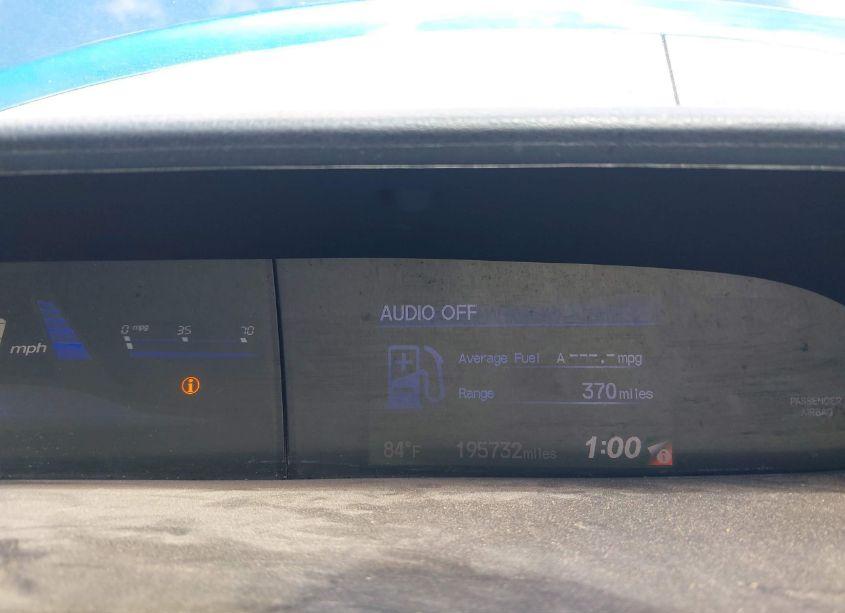 mph
0 mpg 35 70
AUDIO OFF
Average Fuel A ---.- mpg
Range 370 miles
84°F 195732 miles 1:00
PASSENGER
AIRBAG